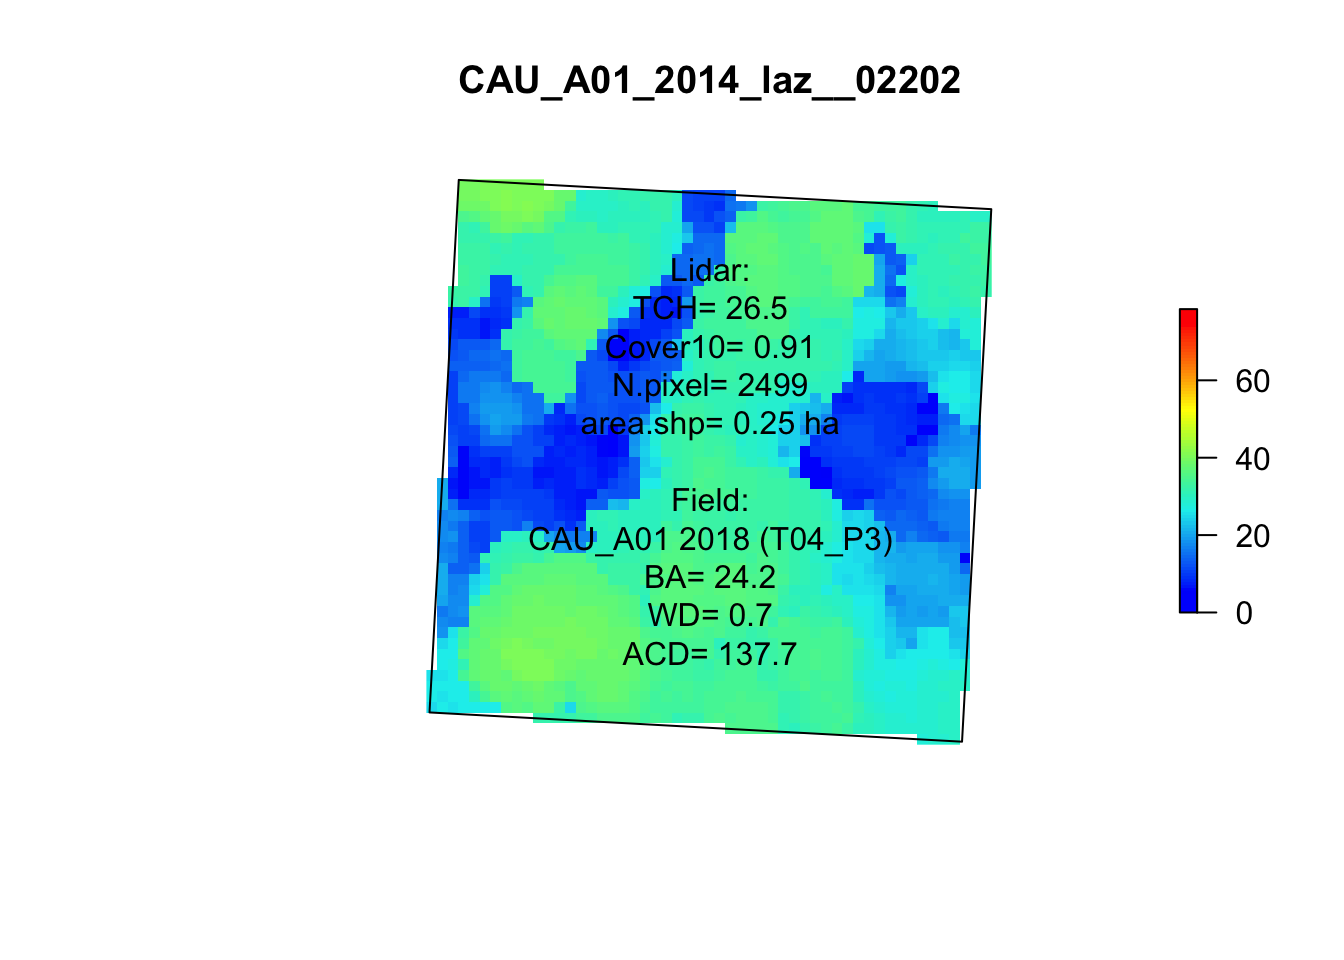 CAU_A01_2014_laz__02202
Lidar:
TCH= 26.5
Cover10= 0.91
N.pixel= 2499
area.shp= 0.25 ha
Field:
CAU_A01 2018 (T04_P3)
BA= 24.2
WD= 0.7
ACD= 137.7
60
40
20
0